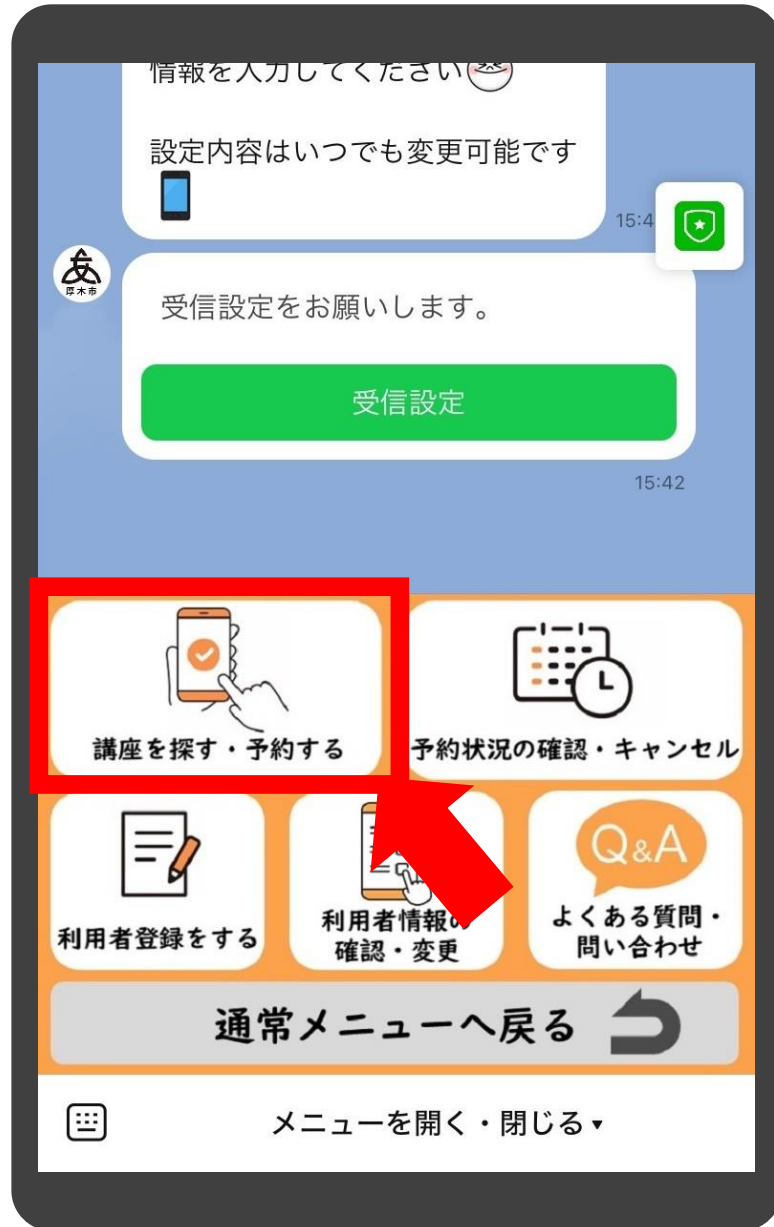 情報を入力してください
設定内容はいつでも変更可能です
15:4
厚木市
受信設定をお願いします。
受信設定
15:42
講座を探す・予約する
予約状況の確認・キャンセル
利用者登録をする
利用者情報の
確認・変更
Q&A
よくある質問・
問い合わせ
通常メニューへ戻る
メニューを開く・閉じる▾